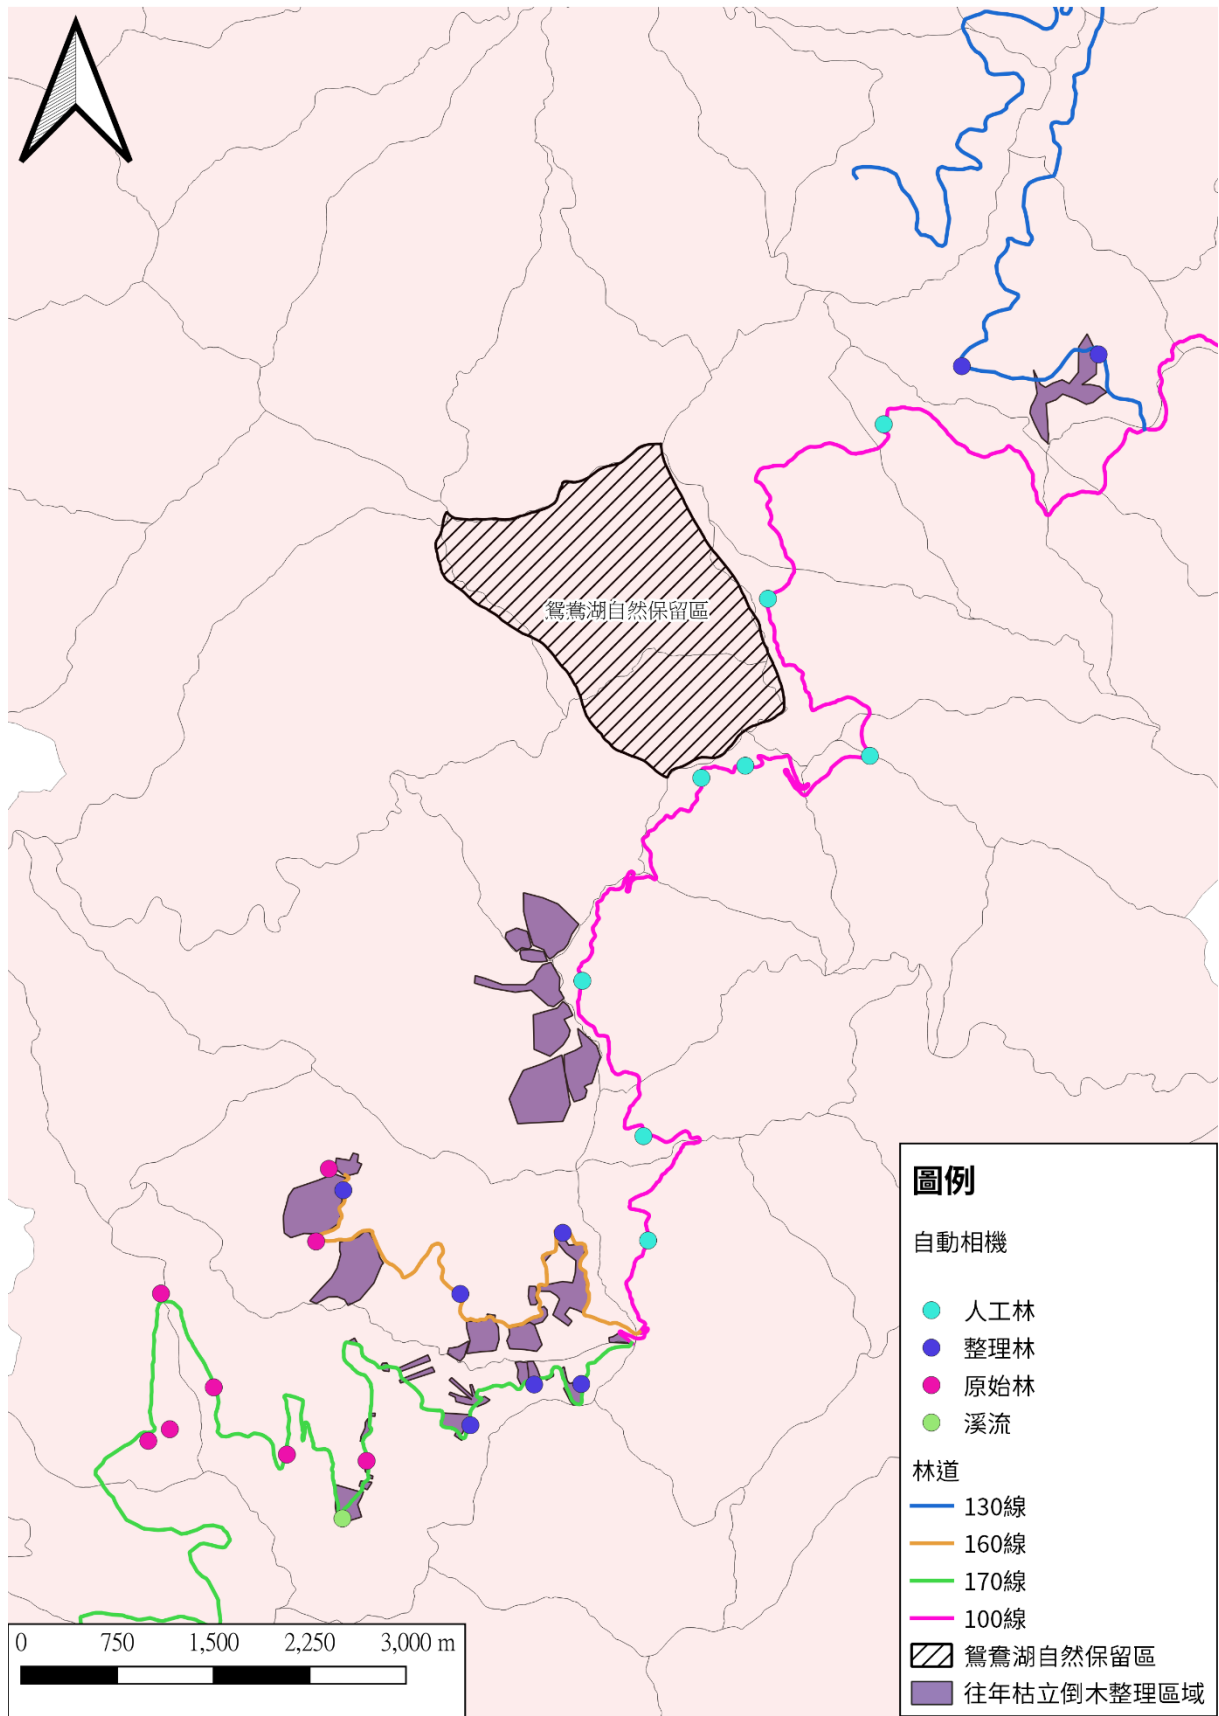 鴛鴦湖自然保留區
圖例
自動相機
人工林
整理林
原始林
溪流
林道
130線
160線
170線
100線
鴛鴦湖自然保留區
往年枯立倒木整理區域
0 750 1,500 2,250 3,000 m